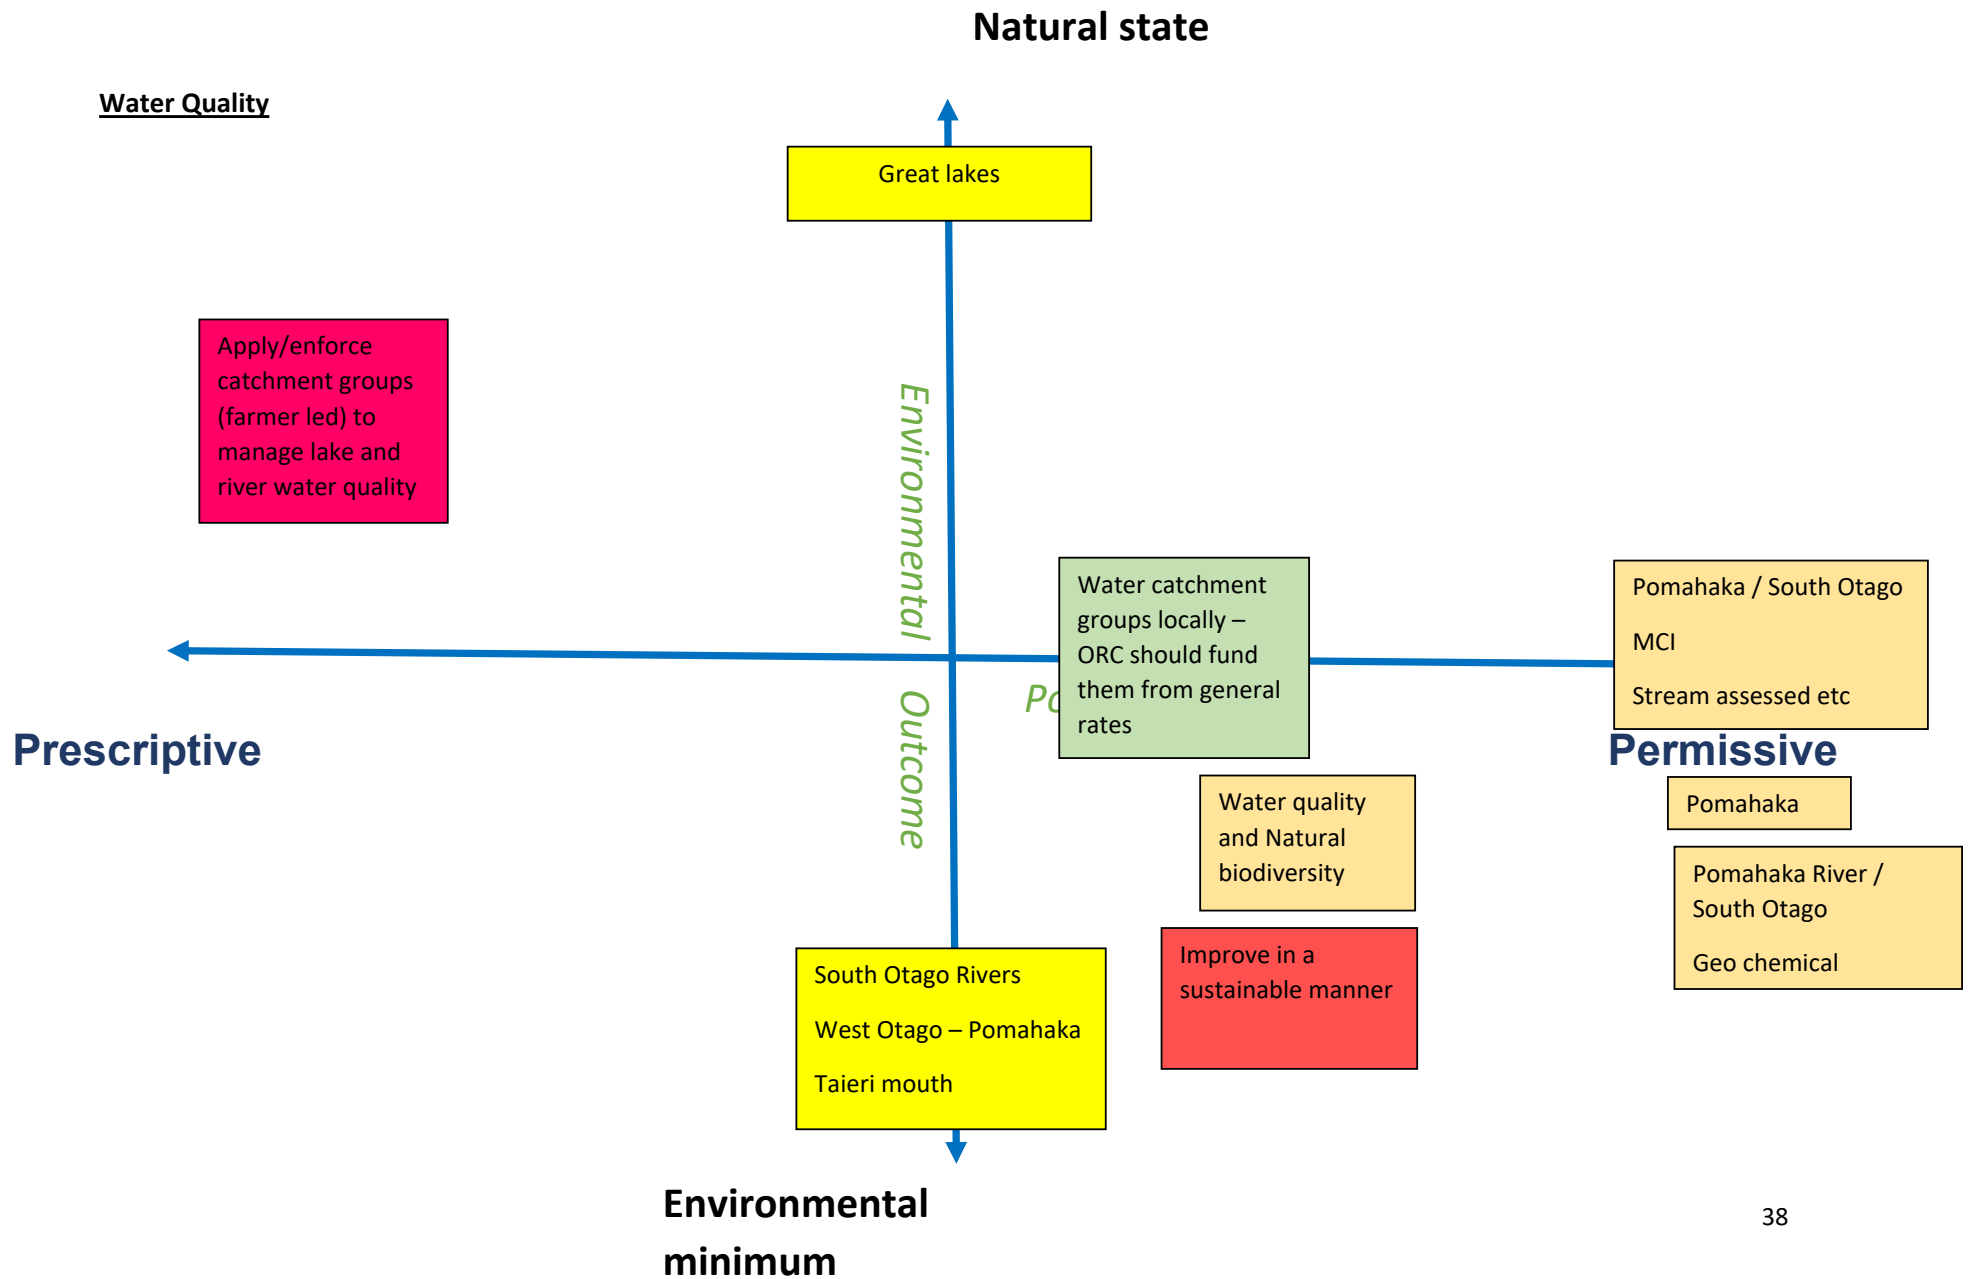 Natural state
Water Quality
Great lakes
Apply/enforce
catchment groups
(farmer led) to
manage lake and
river water quality
Environmental Outcome
Water catchment
groups locally –
ORC should fund
them from general
rates
Pomahaka / South Otago
MCI
Stream assessed etc
Prescriptive
Permissive
Water quality
and Natural
biodiversity
Pomahaka
Pomahaka River /
South Otago
Geo chemical
Improve in a
sustainable manner
South Otago Rivers
West Otago – Pomahaka
Taieri mouth
Environmental
minimum
38